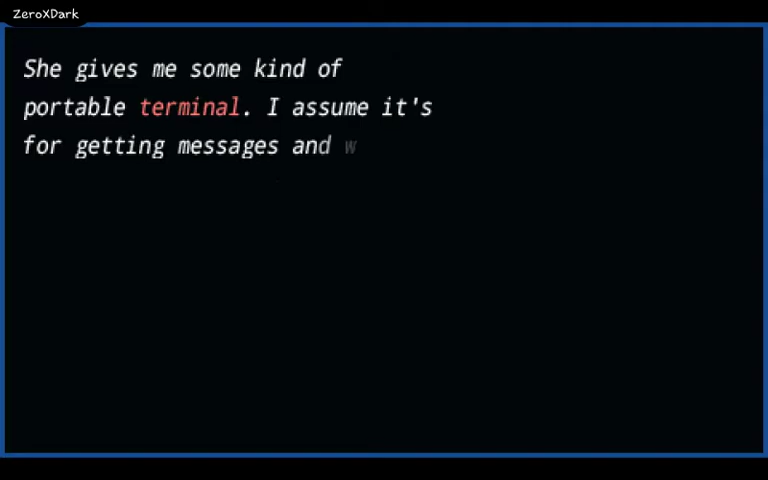 ZeroXDark
She gives me some kind of
portable terminal. I assume it's
for getting messages and w